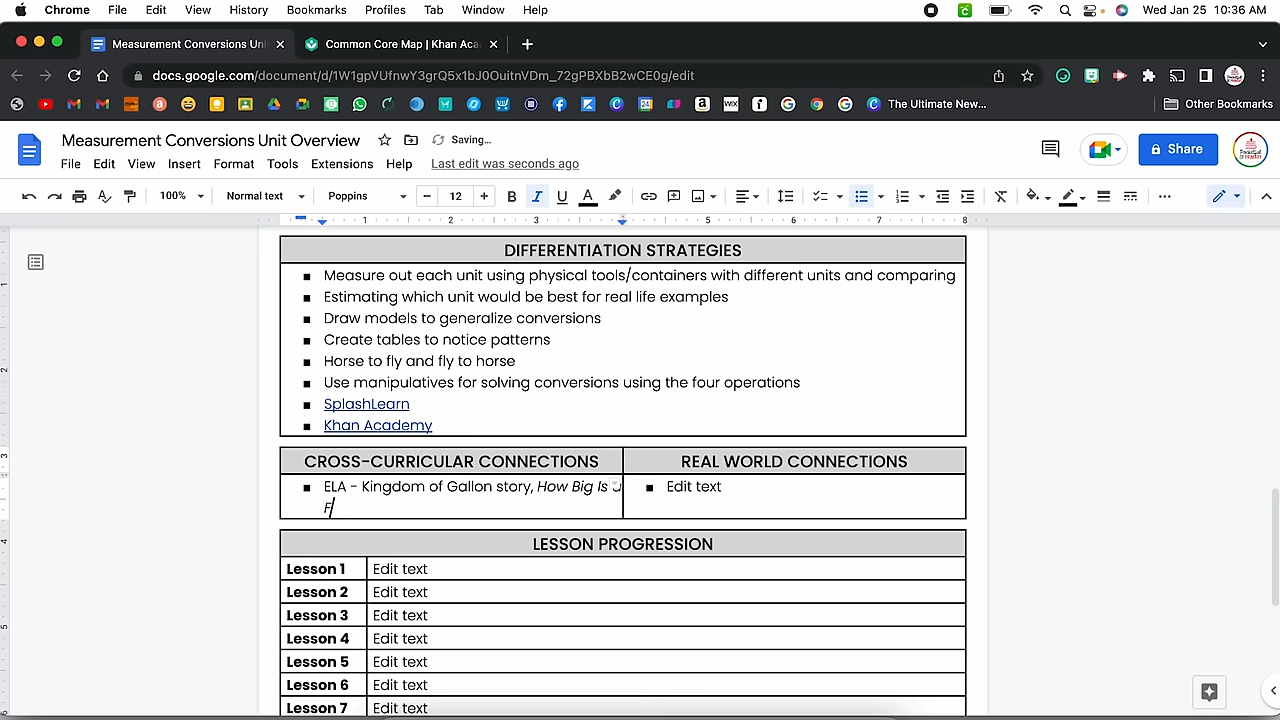 Chrome File Edit View History Bookmarks Profiles Tab Window Help Wed Jan 25 10:36 AM
Measurement Conversions Uni Common Core Map | Khan Aca
docs.google.com/document/d/1W1gpVUfnwY3grQ5x1bJ0OuitnVDm_72gPBXbB2wCE0g/edit
The Ultimate New... Other Bookmarks
Measurement Conversions Unit Overview Saving...
File Edit View Insert Format Tools Extensions Help Last edit was seconds ago
Share
100% Normal text Poppins 12
1 2 3 5 6 7 8
DIFFERENTIATION STRATEGIES
Measure out each unit using physical tools/containers with different units and comparing
Estimating which unit would be best for real life examples
Draw models to generalize conversions
Create tables to notice patterns
Horse to fly and fly to horse
Use manipulatives for solving conversions using the four operations
SplashLearn
Khan Academy
CROSS-CURRICULAR CONNECTIONS REAL WORLD CONNECTIONS
ELA - Kingdom of Gallon story, How Big Is a Edit text
F
LESSON PROGRESSION
Lesson 1 Edit text
Lesson 2 Edit text
Lesson 3 Edit text
Lesson 4 Edit text
Lesson 5 Edit text
Lesson 6 Edit text
Lesson 7 Edit text